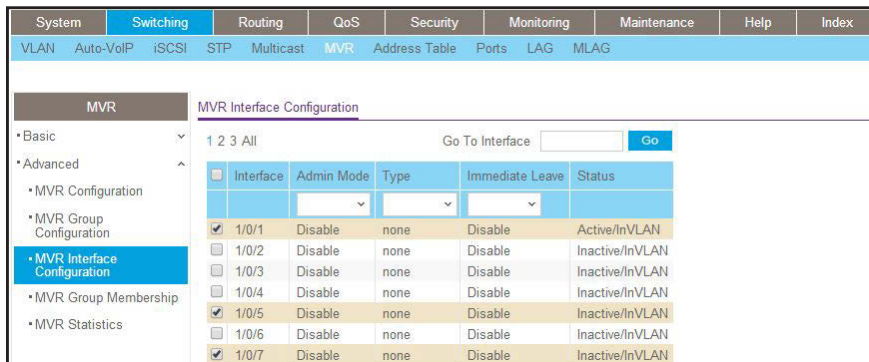 System Switching Routing QoS Security Monitoring Maintenance Help Index
VLAN Auto-VoIP iSCSI STP Multicast MVR Address Table Ports LAG MLAG
MVR
Basic
Advanced
MVR Configuration
MVR Group
Configuration
MVR Interface
Configuration
MVR Group Membership
MVR Statistics
MVR Interface Configuration
1 2 3 All Go To Interface Go
Interface Admin Mode Type Immediate Leave Status
1/0/1 Disable none Disable Active/InVLAN
1/0/2 Disable none Disable Inactive/InVLAN
1/0/3 Disable none Disable Inactive/InVLAN
1/0/4 Disable none Disable Inactive/InVLAN
1/0/5 Disable none Disable Inactive/InVLAN
1/0/6 Disable none Disable Inactive/InVLAN
1/0/7 Disable none Disable Inactive/InVLAN